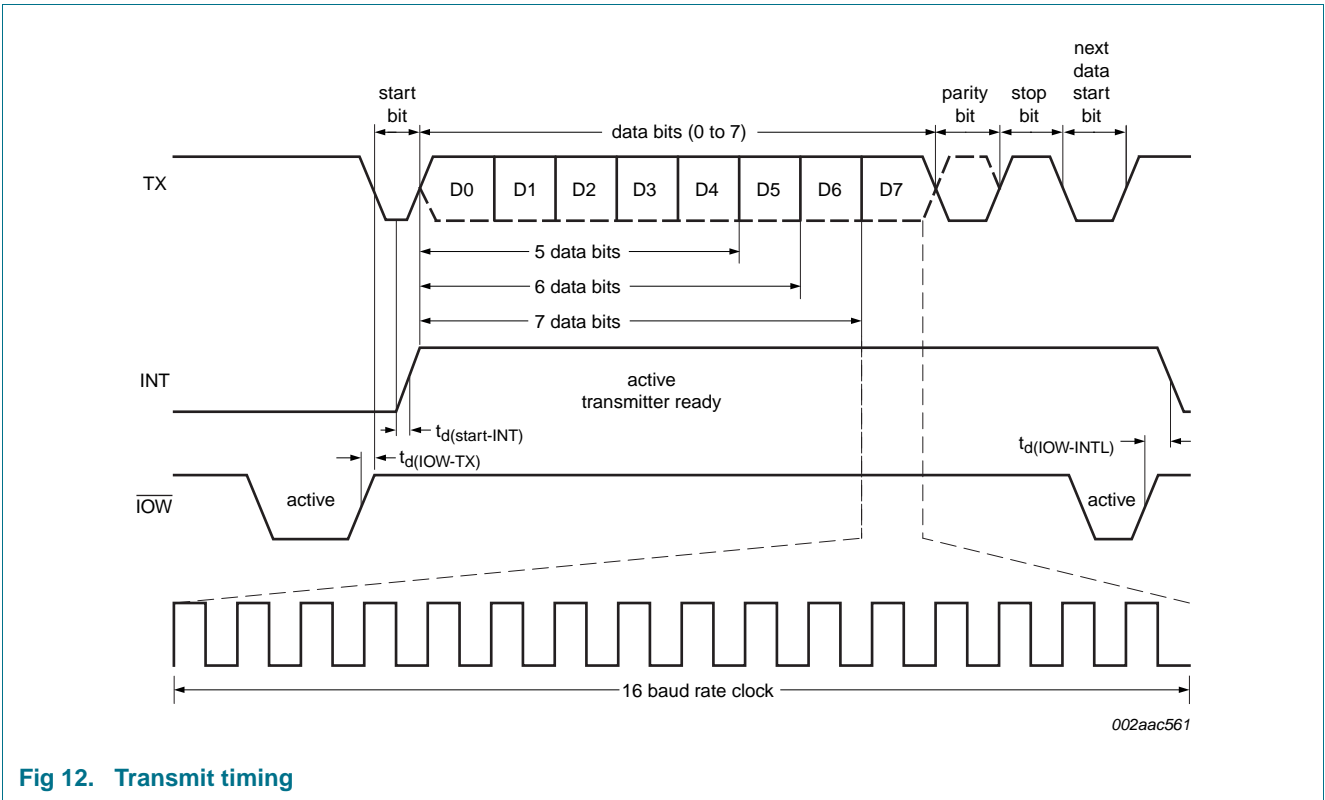 next
data
start
bit
start
bit
parity
bit
stop
bit
data bits (0 to 7)
TX
D0 D1 D2 D3 D4 D5 D6 D7
5 data bits
6 data bits
7 data bits
INT
active
transmitter ready
td(start-INT)
td(IOW-TX)
td(IOW-INTL)
IOW
active
active
16 baud rate clock
002aac561
Fig 12. Transmit timing